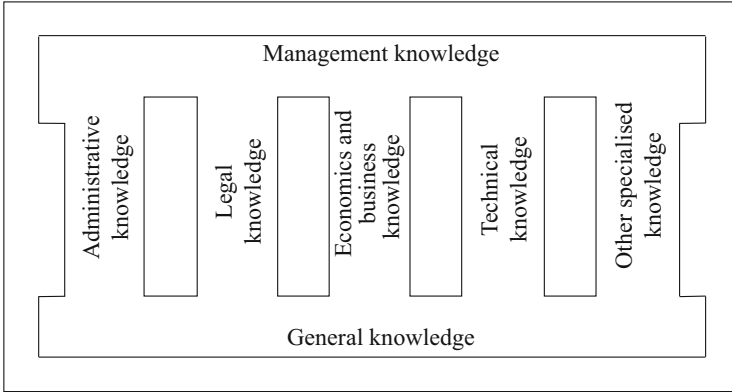 Management knowledge
Administrative
knowledge
Legal
knowledge
Economics and
business
knowledge
Technical
knowledge
Other specialised
knowledge
General knowledge